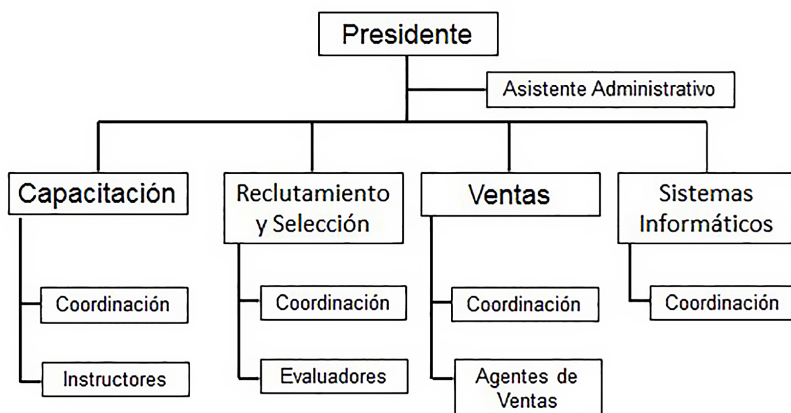 Presidente
Asistente Administrativo
Capacitación
Reclutamiento
y Selección
Ventas
Sistemas
Informáticos
Coordinación
Coordinación
Coordinación
Coordinación
Instructores
Evaluadores
Agentes de
Ventas